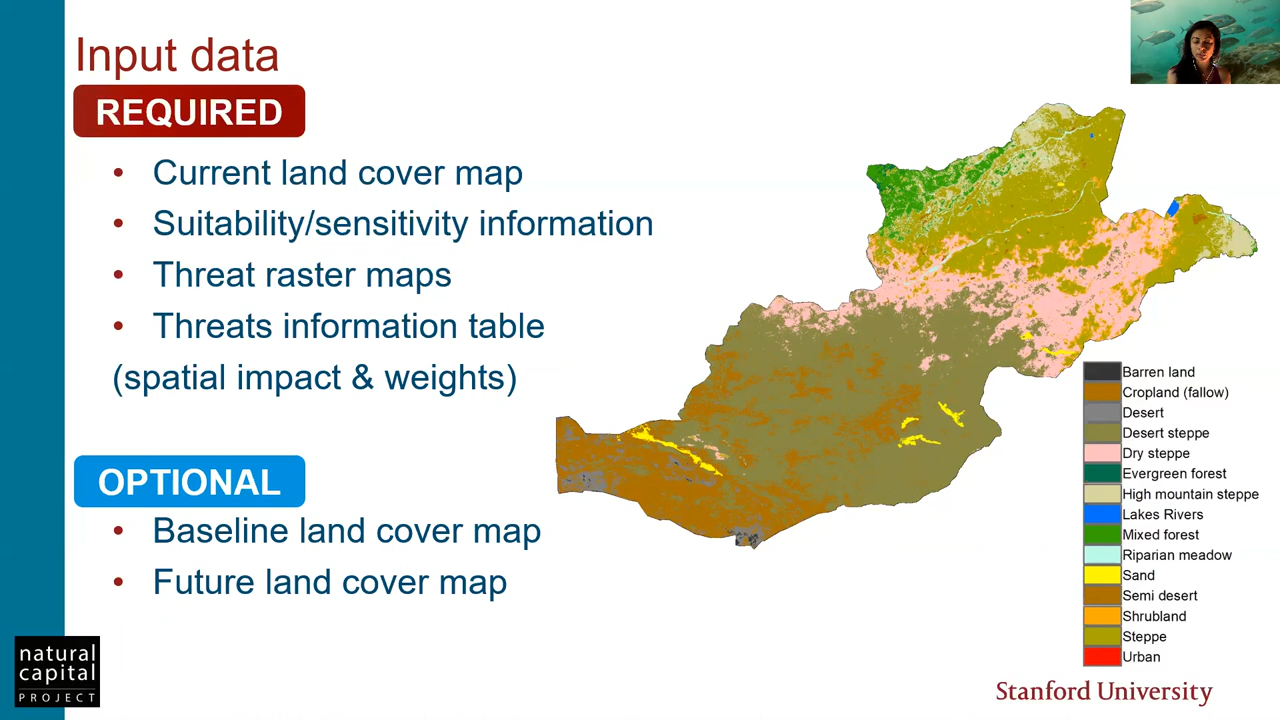 Input data
REQUIRED
• Current land cover map
• Suitability/sensitivity information
• Threat raster maps
• Threats information table
(spatial impact & weights)
OPTIONAL
• Baseline land cover map
• Future land cover map
Barren land
Cropland (fallow)
Desert
Desert steppe
Dry steppe
Evergreen forest
High mountain steppe
Lakes Rivers
Mixed forest
Riparian meadow
Sand
Semi desert
Shrubland
Steppe
Urban
natural
capital
PROJECT
Stanford University